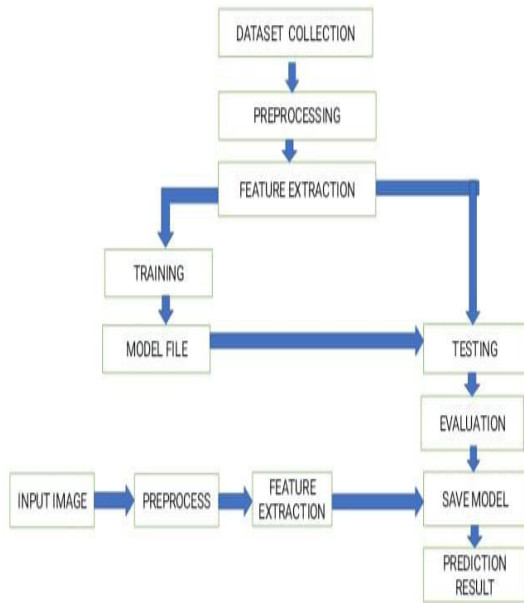 DATASET COLLECTION
PREPROCESSING
FEATURE EXTRACTION
TRAINING
MODEL FILE
TESTING
EVALUATION
INPUT IMAGE
PREPROCESS
FEATURE
EXTRACTION
SAVE MODEL
PREDICTION
RESULT